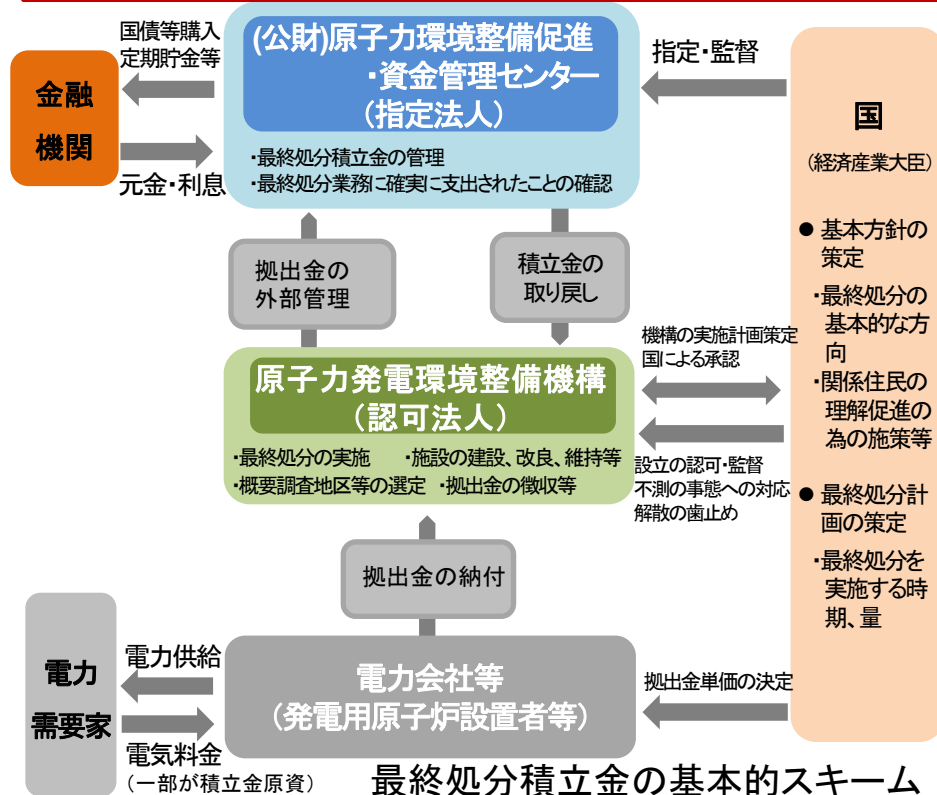 国債等購入
定期貯金等
金融
機関
元金・利息
(公財)原子力環境整備促進
・資金管理センター
(指定法人)
・最終処分積立金の管理
・最終処分業務に確実に支出されたことの確認
指定・監督
国
(経済産業大臣)
● 基本方針の
策定
・最終処分の
基本的な方
向
・関係住民の
理解促進の
為の施策等
● 最終処分計
画の策定
・最終処分を
実施する時
期、量
拠出金の
外部管理
積立金の
取り戻し
機構の実施計画策定
国による承認
原子力発電環境整備機構
(認可法人)
・最終処分の実施 ・施設の建設、改良、維持等
・概要調査地区等の選定 ・拠出金の徴収等
設立の認可・監督
不測の事態への対応
解散の歯止め
拠出金の納付
電力
需要家
電力供給
電気料金
(一部が積立金原資)
電力会社等
(発電用原子炉設置者等)
拠出金単価の決定
最終処分積立金の基本的スキーム